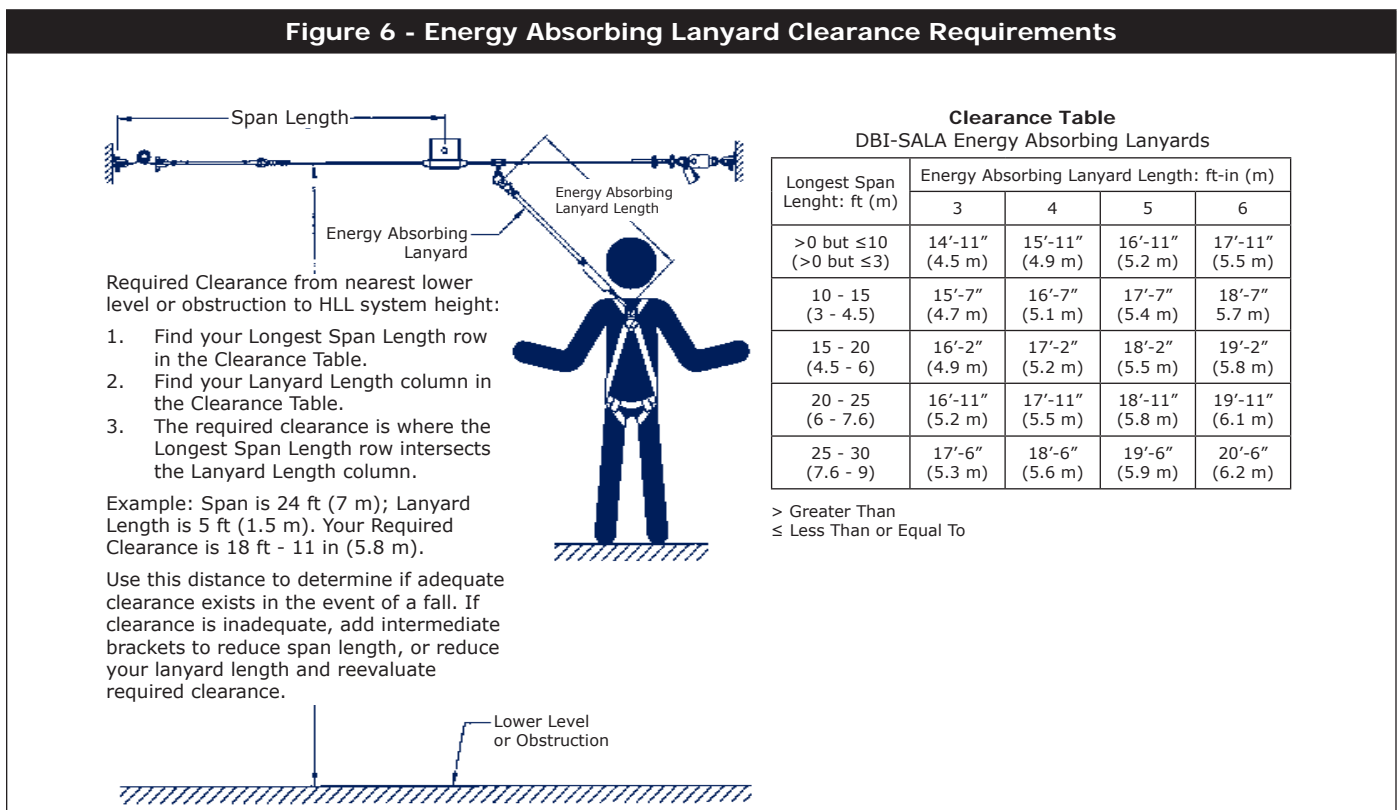 Figure 6 - Energy Absorbing Lanyard Clearance Requirements
Span Length
Energy Absorbing
Lanyard Length
Energy Absorbing
Lanyard
Required Clearance from nearest lower
level or obstruction to HLL system height:
1. Find your Longest Span Length row
in the Clearance Table.
2. Find your Lanyard Length column in
the Clearance Table.
3. The required clearance is where the
Longest Span Length row intersects
the Lanyard Length column.
Example: Span is 24 ft (7 m); Lanyard
Length is 5 ft (1.5 m). Your Required
Clearance is 18 ft - 11 in (5.8 m).
Use this distance to determine if adequate
clearance exists in the event of a fall. If
clearance is inadequate, add intermediate
brackets to reduce span length, or reduce
your lanyard length and reevaluate
required clearance.
Lower Level
or Obstruction
Clearance Table
DBI-SALA Energy Absorbing Lanyards
Longest Span
Lenght: ft (m)
Energy Absorbing Lanyard Length: ft-in (m)
3 4 5 6
>0 but ≤10 14′-11″ 15′-11″ 16′-11″ 17′-11″
(>0 but ≤3) (4.5 m) (4.9 m) (5.2 m) (5.5 m)
10 - 15 15′-7″ 16′-7″ 17′-7″ 18′-7″
(3 - 4.5) (4.7 m) (5.1 m) (5.4 m) 5.7 m)
15 - 20 16′-2″ 17′-2″ 18′-2″ 19′-2″
(4.5 - 6) (4.9 m) (5.2 m) (5.5 m) (5.8 m)
20 - 25 16′-11″ 17′-11″ 18′-11″ 19′-11″
(6 - 7.6) (5.2 m) (5.5 m) (5.8 m) (6.1 m)
25 - 30 17′-6″ 18′-6″ 19′-6″ 20′-6″
(7.6 - 9) (5.3 m) (5.6 m) (5.9 m) (6.2 m)
> Greater Than
≤ Less Than or Equal To